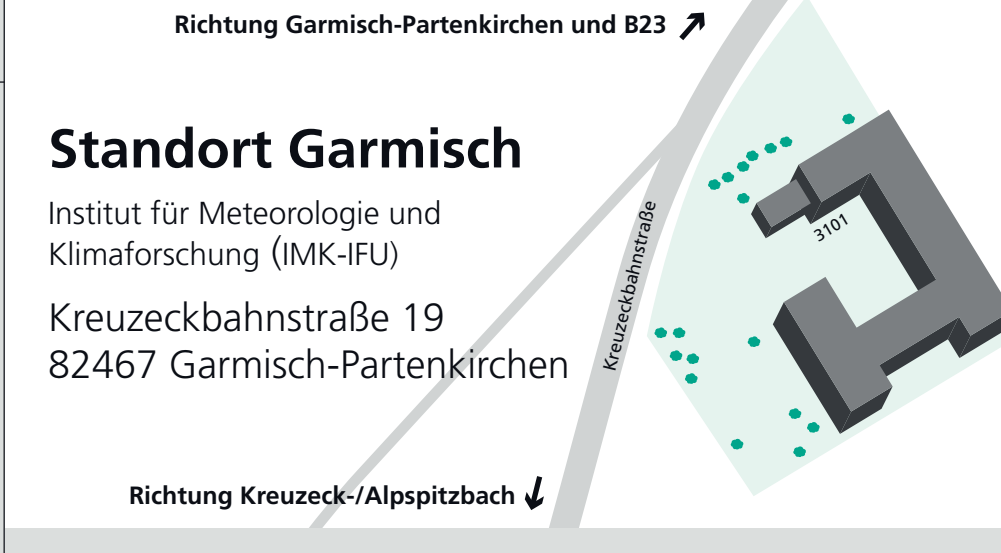 Richtung Garmisch-Partenkirchen und B23
Standort Garmisch
Institut für Meteorologie und
Klimaforschung (IMK-IFU)
Kreuzeckbahnstraße 19
82467 Garmisch-Partenkirchen
Kreuzeckbahnstraße
3101
Richtung Kreuzeck-/Alpspitzbach